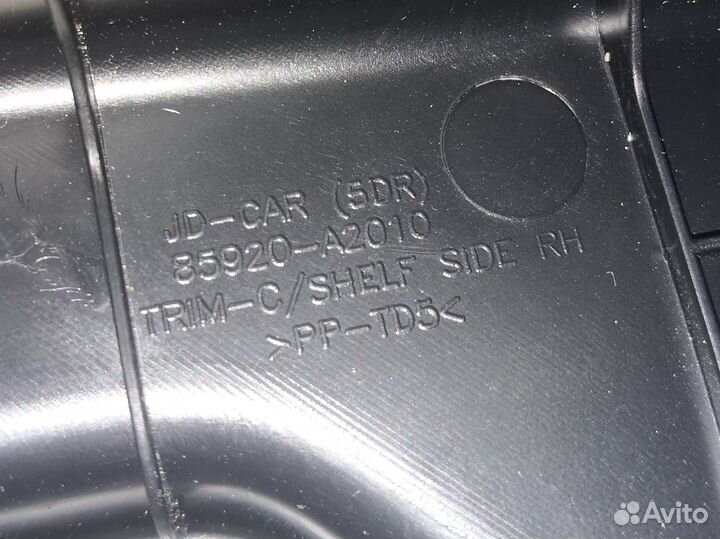 JD-CAR (5DR)
85920-A2010
TRIM-C/SHELF SIDE RH
>PP-TD5<
Avito